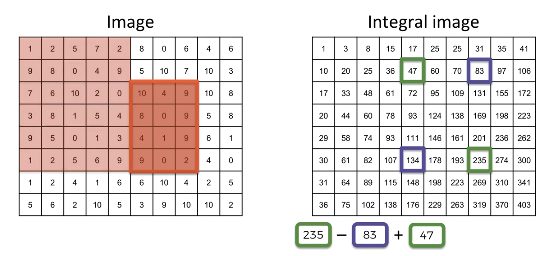 Image Integral image
1 2 5 7 2 8 0 6 4 6 1 3 8 15 17 25 25 31 35 41
9 8 0 4 9 5 10 7 10 3 10 20 25 36 47 60 70 83 97 106
7 6 10 2 0 10 4 9 10 8 17 33 48 61 72 95 109 131 155 172
3 8 1 5 4 8 0 9 5 8 20 44 60 78 93 124 138 169 198 223
9 5 0 1 3 4 1 9 6 1 29 58 74 93 111 146 161 201 236 262
1 2 5 6 9 9 0 2 4 0 30 61 82 107 134 178 193 235 274 300
1 2 4 1 6 6 10 4 2 5 31 64 89 115 148 198 223 269 310 341
5 6 2 10 5 3 9 10 10 2 36 75 102 138 176 229 263 319 370 403
235 − 83 + 47